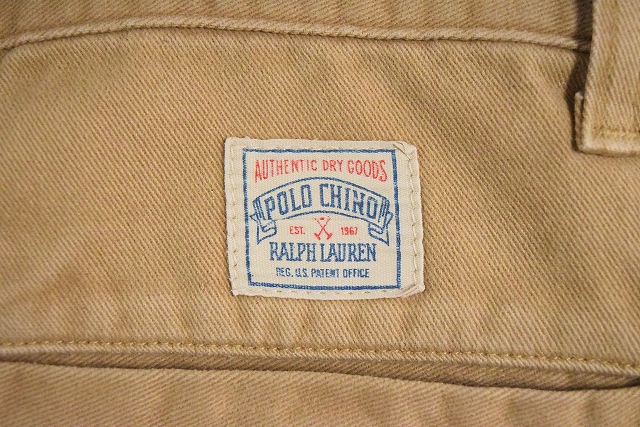 AUTHENTIC DRY GOODS
POLO CHINO
EST. 1967
RALPH LAUREN
REG. U.S. PATENT OFFICE